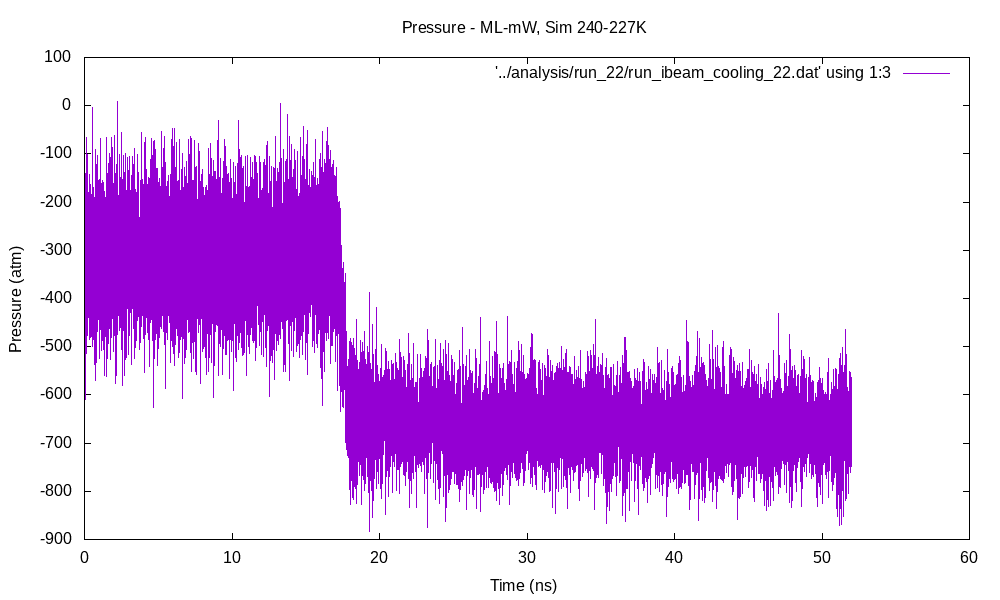 Pressure - ML-mW, Sim 240-227K
'../analysis/run_22/run_ibeam_cooling_22.dat' using 1:3
100
0
-100
-200
-300
-400
-500
-600
-700
-800
-900
Pressure (atm)
0 10 20 30 40 50 60
Time (ns)